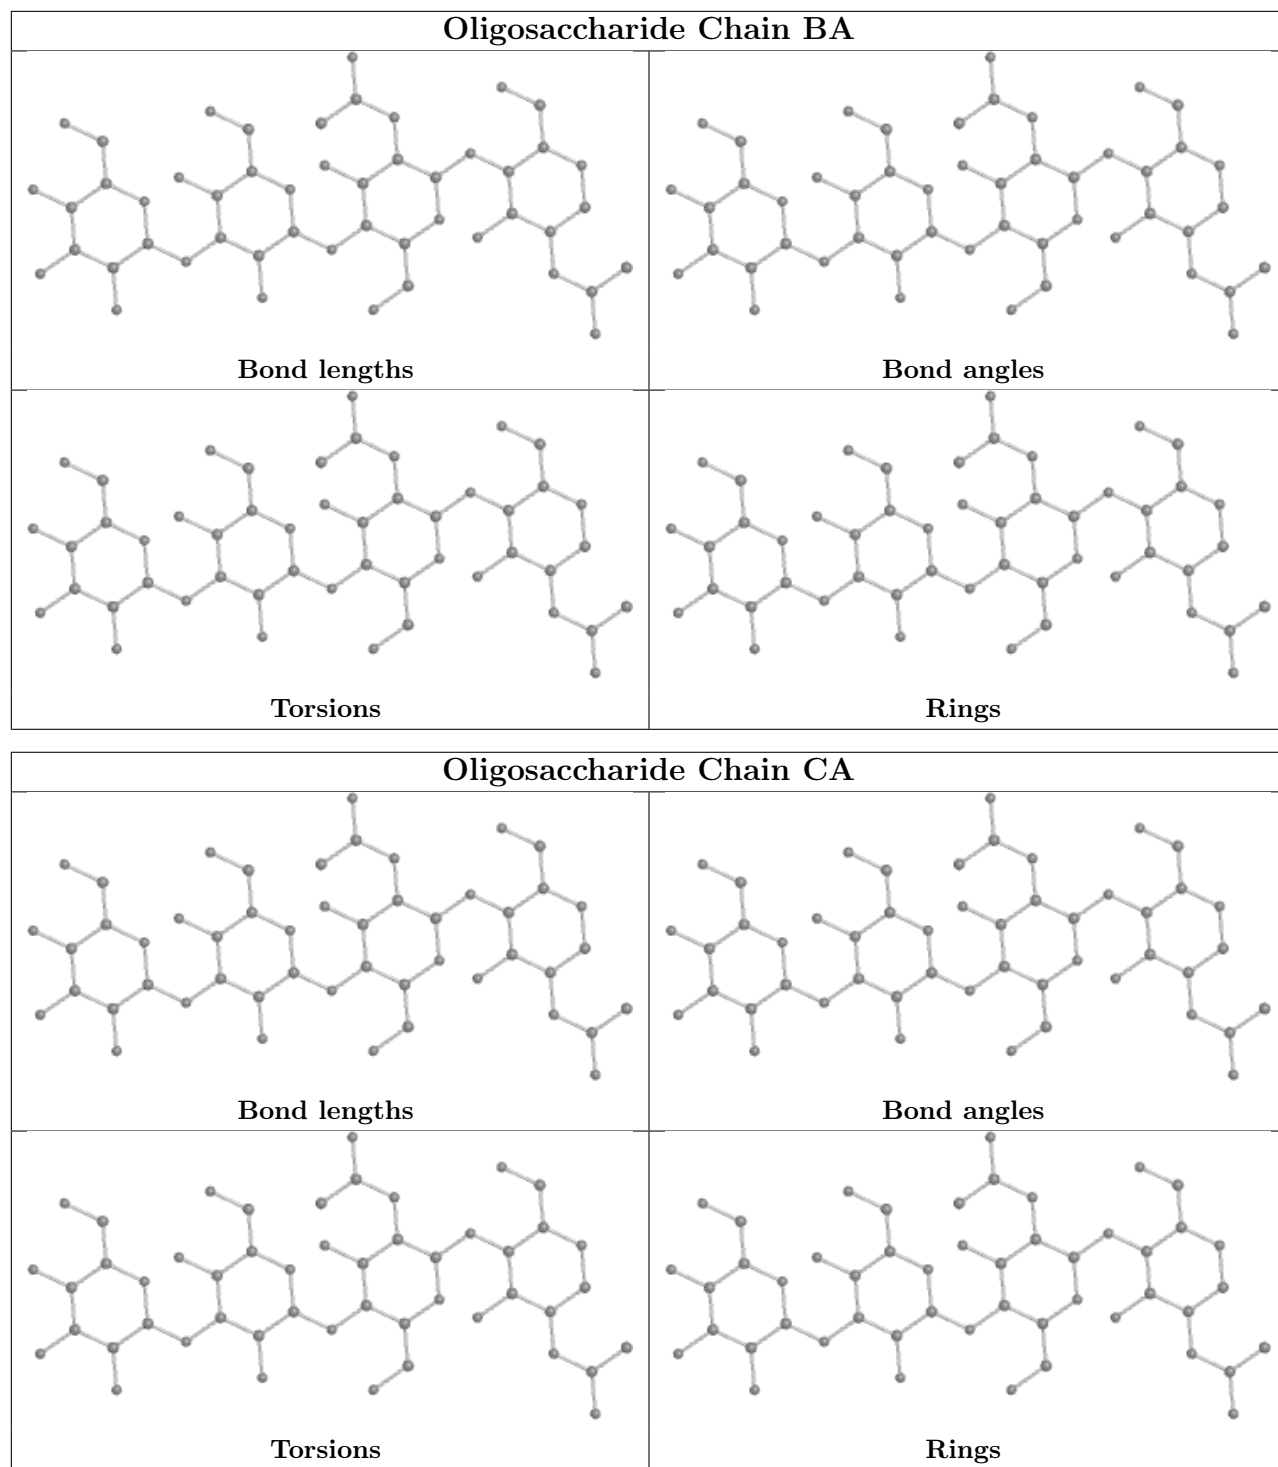 Oligosaccharide Chain BA
Bond lengths
Bond angles
Torsions
Rings
Oligosaccharide Chain CA
Bond lengths
Bond angles
Torsions
Rings